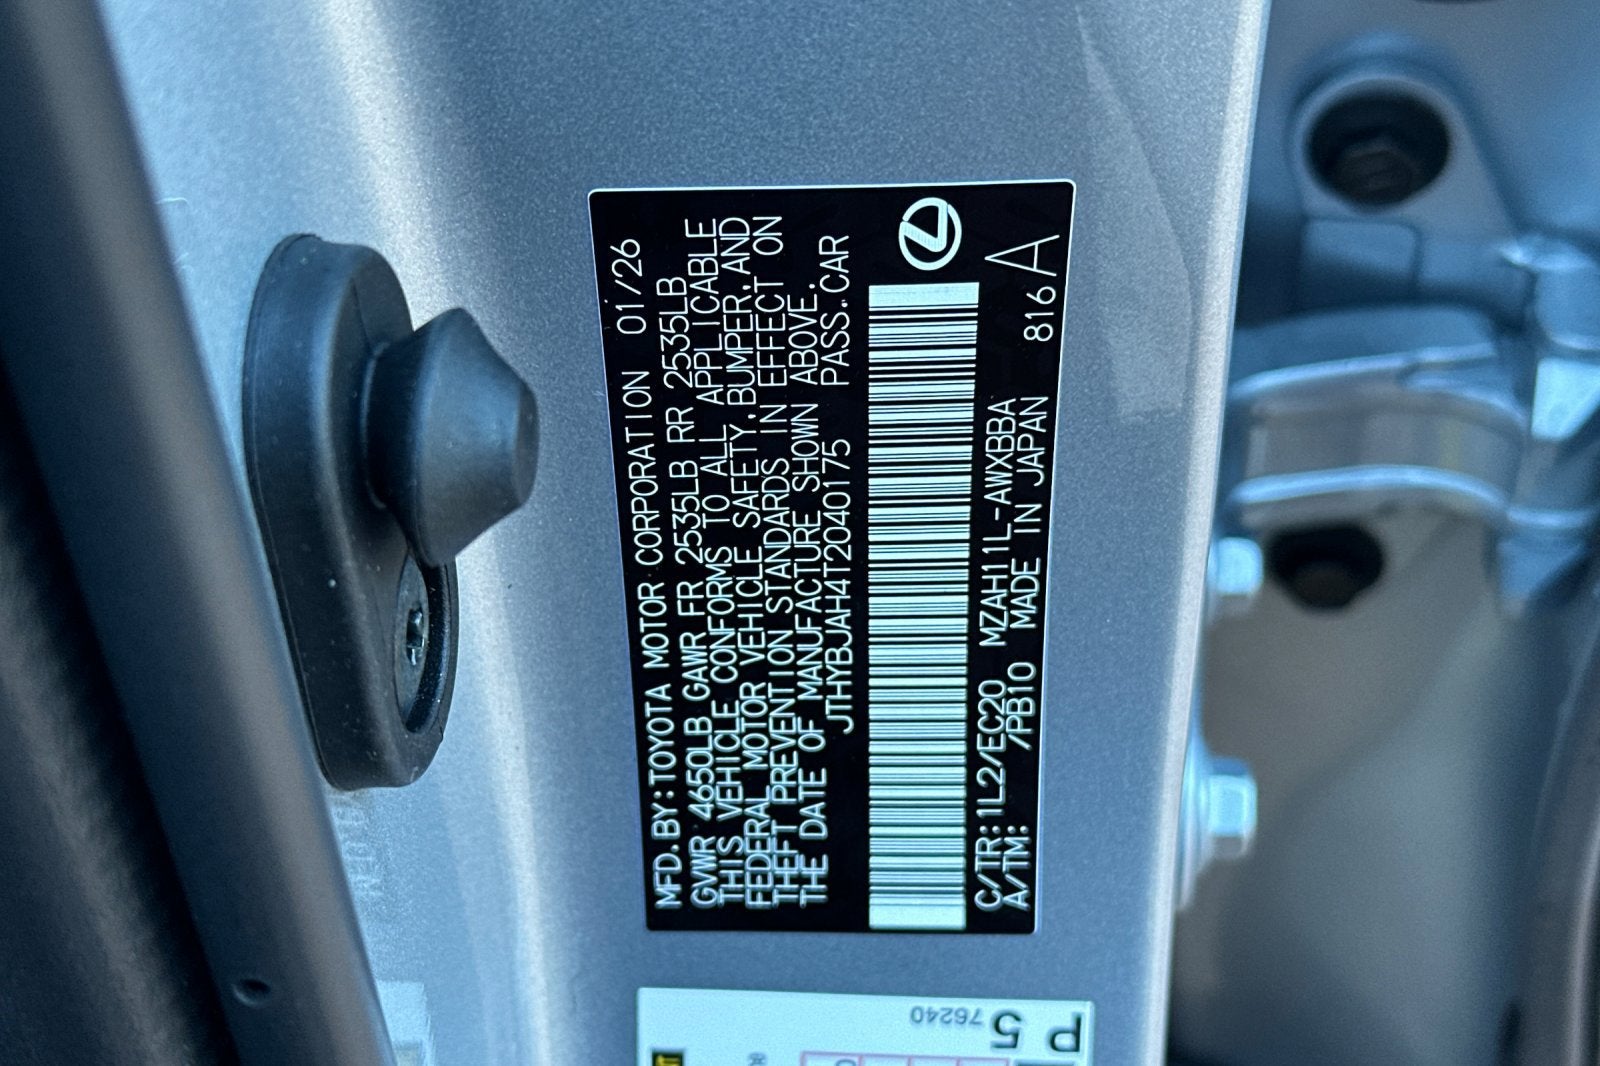 MFD.BY:TOYOTA MOTOR CORPORATION 01/26
GVWR 4650LB GAWR FR 2535LB RR 2535LB
THIS VEHICLE CONFORMS TO ALL APPLICABLE
FEDERAL MOTOR VEHICLE SAFETY,BUMPER,AND
THEFT PREVENTION STANDARDS IN EFFECT ON
THE DATE OF MANUFACTURE SHOWN ABOVE.
JTHYBJAH4T2040175 PASS.CAR
C/TR:1L2/EC20 MZAH11L-AWXBBA
A/TM: /PB10 MADE IN JAPAN 816A
P5
76240